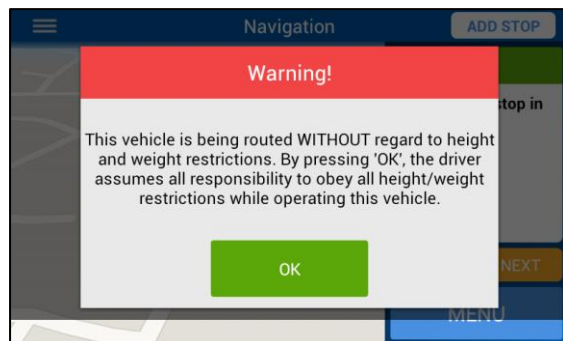 Navigation
ADD STOP
Warning!
stop in
This vehicle is being routed WITHOUT regard to height
and weight restrictions. By pressing 'OK', the driver
assumes all responsibility to obey all height/weight
restrictions while operating this vehicle.
OK
NEXT
MENU